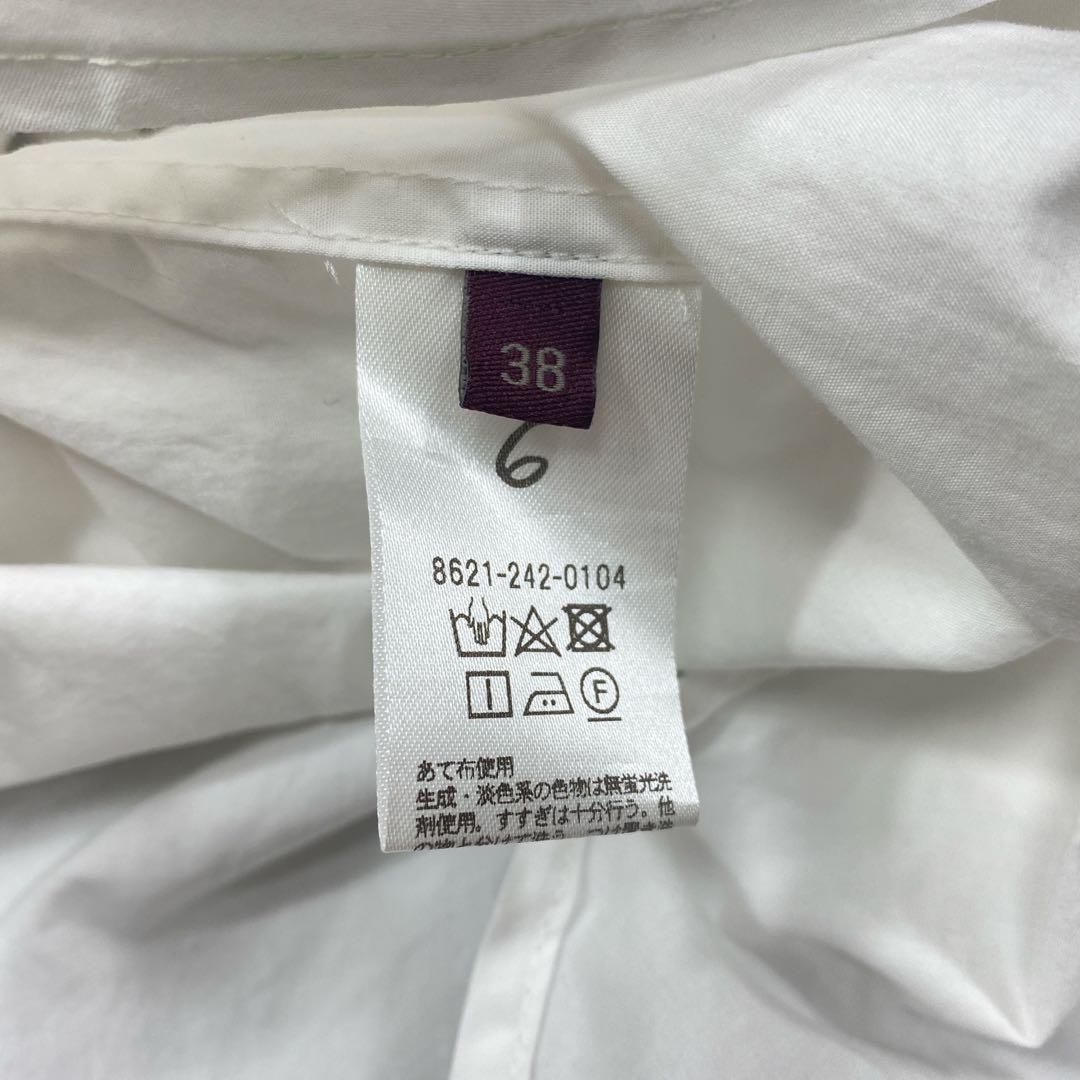 38
6
8621-242-0104
F
あて布使用
生成・淡色系の色物は無蛍光洗
剤使用。すすぎは十分行う。他